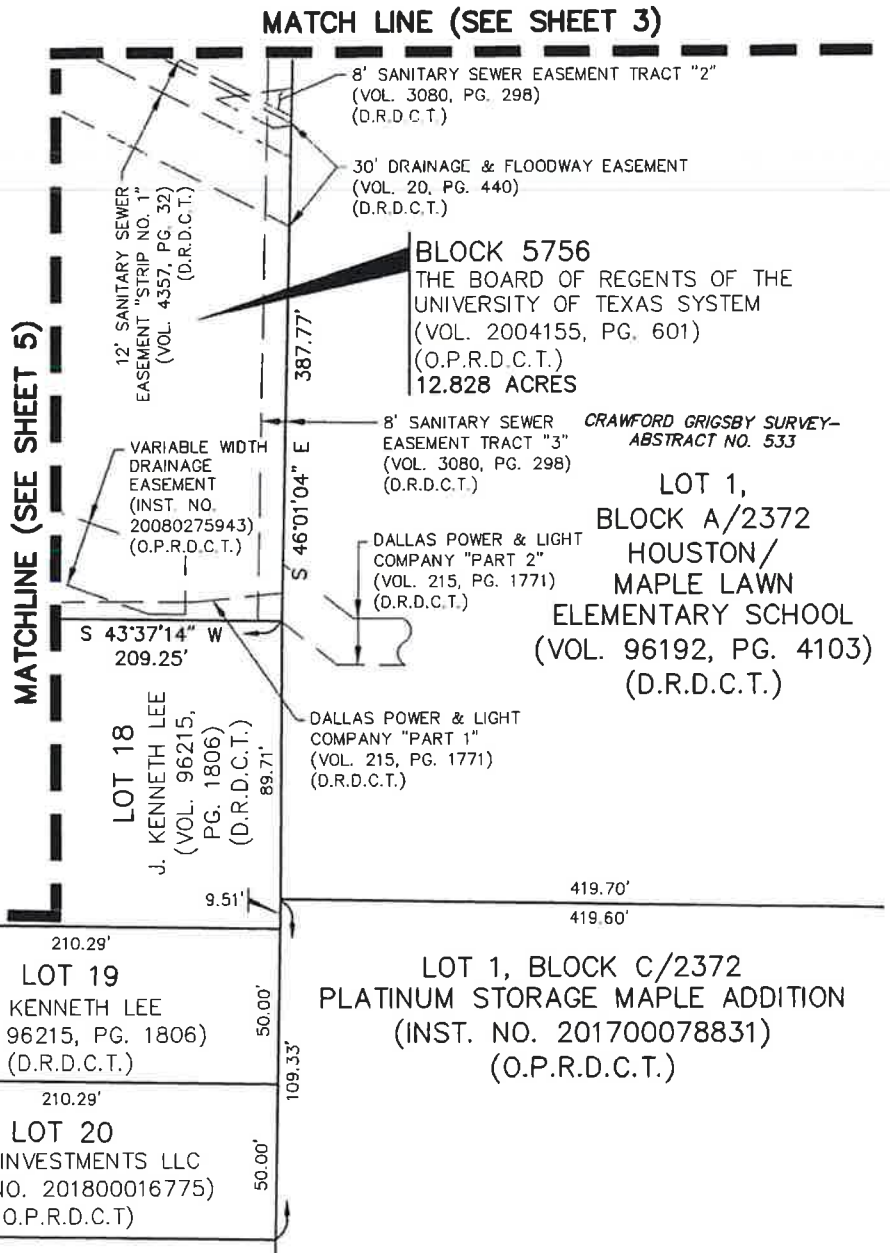 MATCH LINE (SEE SHEET 3)
8' SANITARY SEWER EASEMENT TRACT "2"
(VOL. 3080, PG. 298)
(D.R.D.C.T.)
30' DRAINAGE & FLOODWAY EASEMENT
(VOL. 20, PG. 440)
(D.R.D.C.T.)
12' SANITARY SEWER
EASEMENT "STRIP NO. 1"
(VOL. 4357, PG. 32)
(D.R.D.C.T.)
BLOCK 5756
THE BOARD OF REGENTS OF THE
UNIVERSITY OF TEXAS SYSTEM
(VOL. 2004155, PG. 601)
(O.P.R.D.C.T.)
12.828 ACRES
387.77'
S 46°01'04" E
MATCHLINE (SEE SHEET 5)
8' SANITARY SEWER
EASEMENT TRACT "3"
(VOL. 3080, PG. 298)
(D.R.D.C.T.)
CRAWFORD GRIGSBY SURVEY-
ABSTRACT NO. 533
VARIABLE WIDTH
DRAINAGE
EASEMENT
(INST. NO.
20080275943)
(O.P.R.D.C.T.)
LOT 1,
BLOCK A/2372
HOUSTON/
MAPLE LAWN
ELEMENTARY SCHOOL
(VOL. 96192, PG. 4103)
(D.R.D.C.T.)
DALLAS POWER & LIGHT
COMPANY "PART 2"
(VOL. 215, PG. 1771)
(D.R.D.C.T.)
S 43°37'14" W
209.25'
DALLAS POWER & LIGHT
COMPANY "PART 1"
(VOL. 215, PG. 1771)
(D.R.D.C.T.)
LOT 18
J. KENNETH LEE
(VOL. 96215,
PG. 1806)
(D.R.D.C.T.)
89.71'
9.51'
419.70'
419.60'
210.29'
LOT 19
KENNETH LEE
96215, PG. 1806)
(D.R.D.C.T.)
50.00'
109.33'
LOT 1, BLOCK C/2372
PLATINUM STORAGE MAPLE ADDITION
(INST. NO. 201700078831)
(O.P.R.D.C.T.)
210.29'
LOT 20
INVESTMENTS LLC
NO. 201800016775)
O.P.R.D.C.T)
50.00'